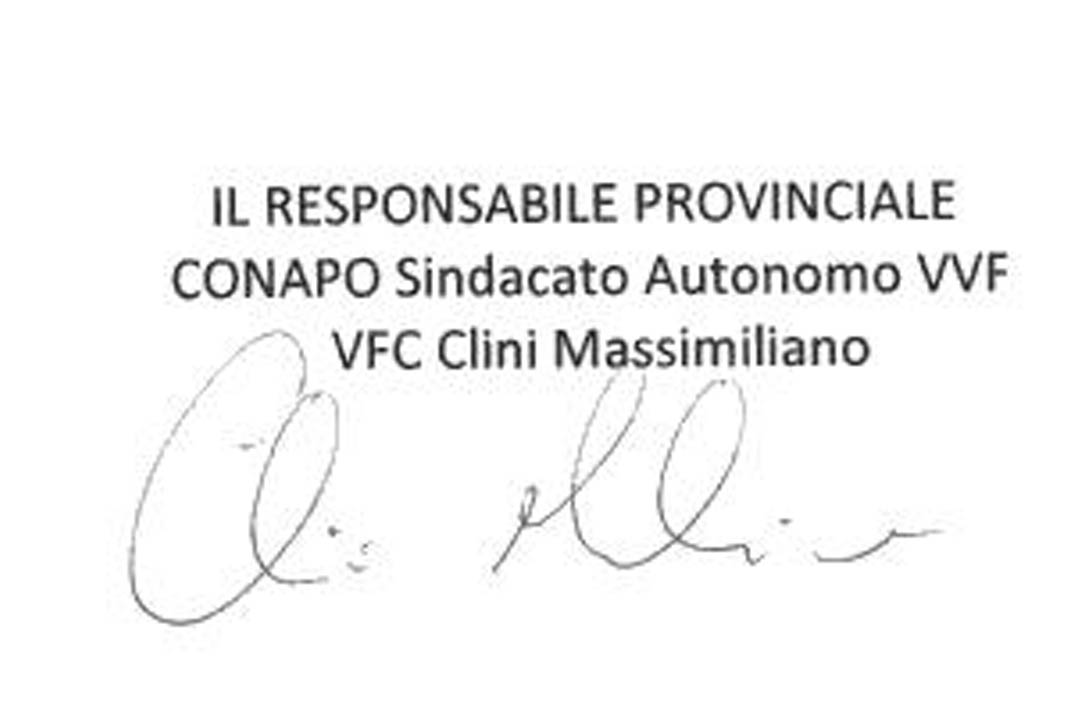 IL RESPONSABILE PROVINCIALE
CONAPO Sindacato Autonomo VVF
VFC Clini Massimiliano